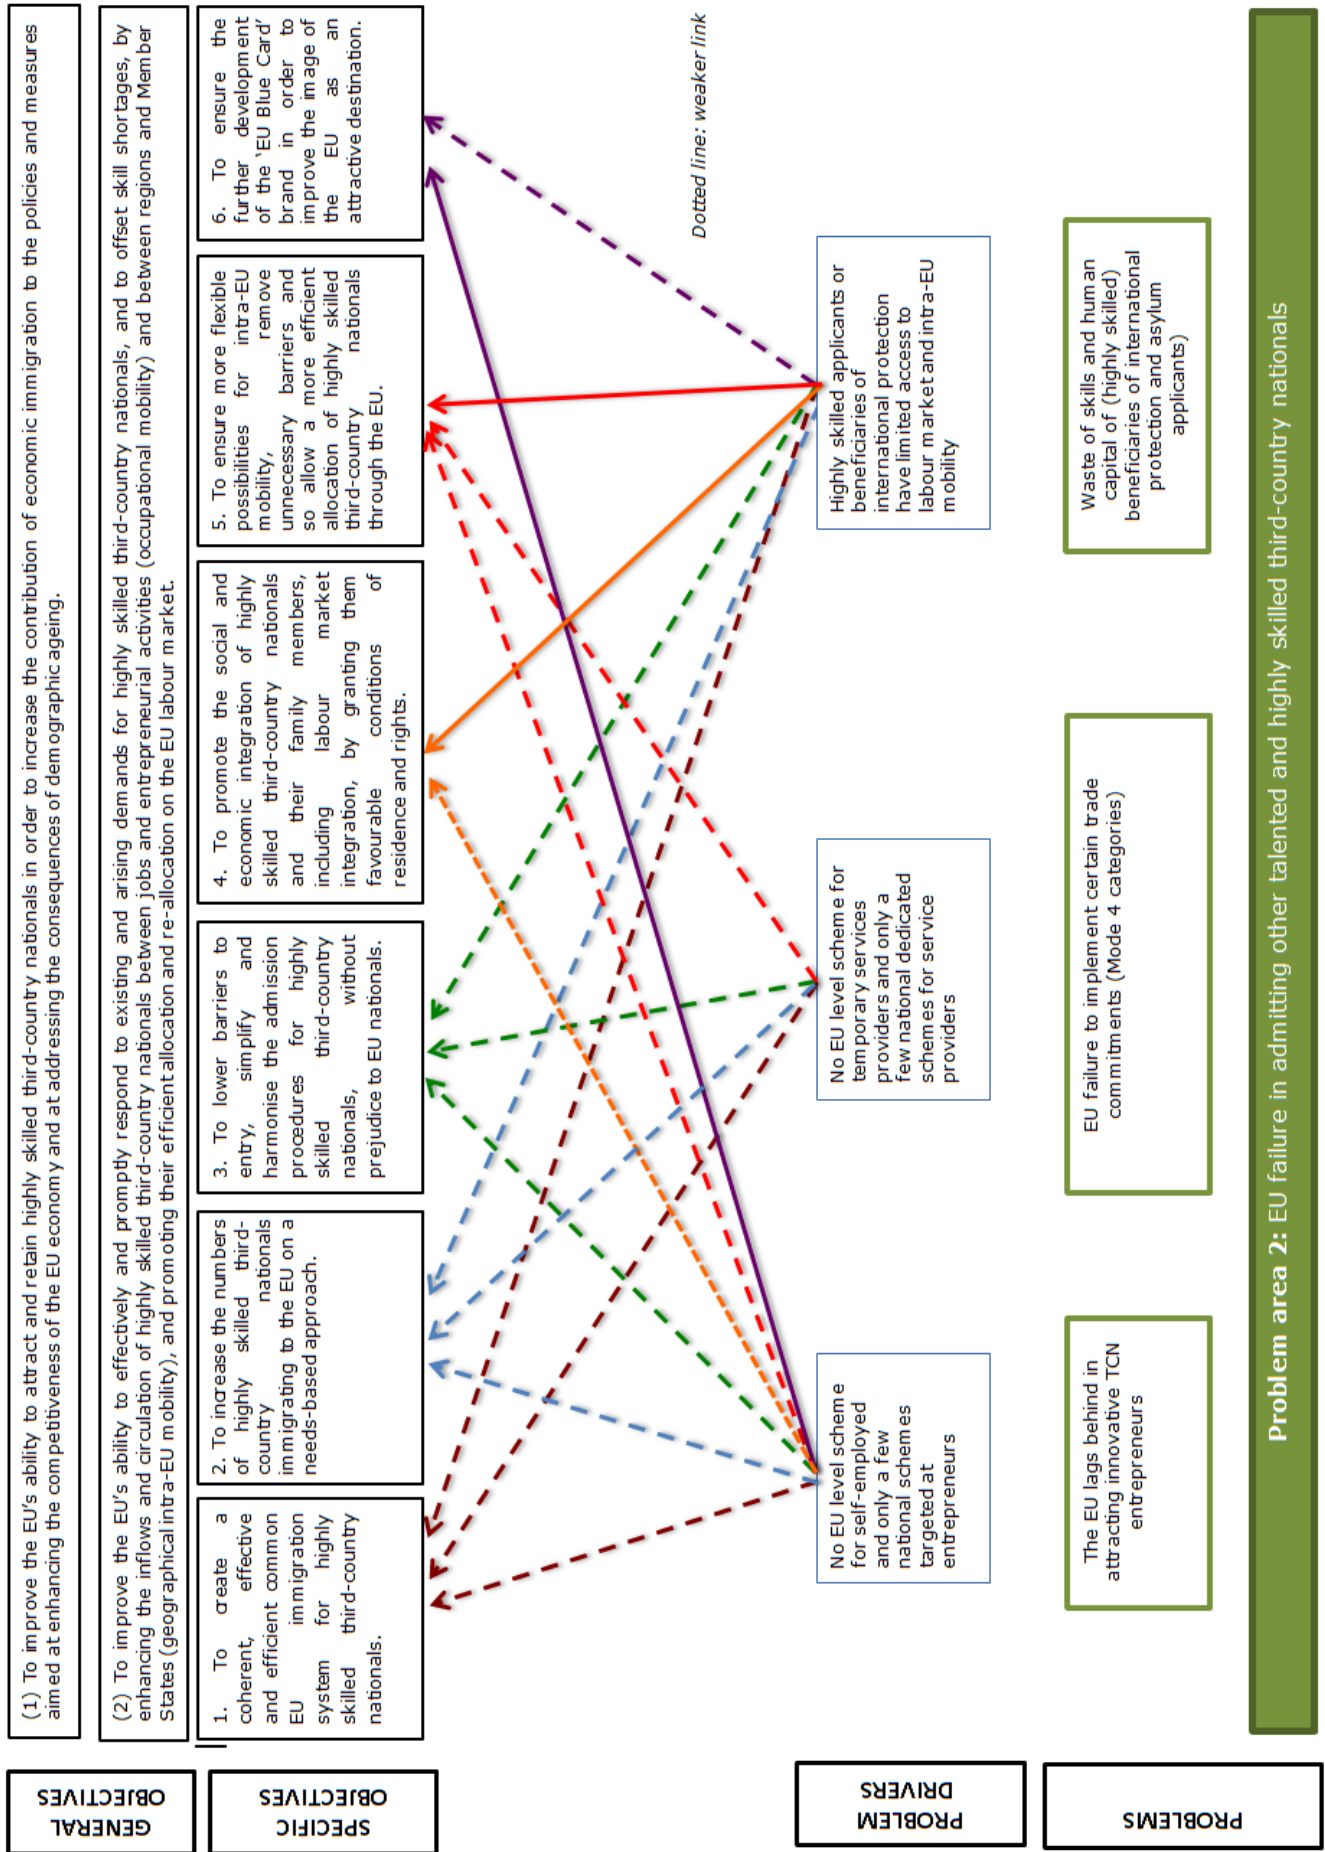 GENERAL
OBJECTIVES
(1) To improve the EU's ability to attract and retain highly skilled third-country nationals in order to increase the contribution of economic immigration to the policies and measures
aimed at enhancing the competitiveness of the EU economy and at addressing the consequences of demographic ageing.
(2) To improve the EU's ability to effectively and promptly respond to existing and arising demands for highly skilled third-country nationals, and to offset skill shortages, by
enhancing the inflows and circulation of highly skilled third-country nationals between jobs and entrepreneurial activities (occupational mobility) and between regions and Member
States (geographical intra-EU mobility), and promoting their efficient allocation and re-allocation on the EU labour market.
SPECIFIC
OBJECTIVES
1. To create a
coherent, effective
and efficient common
EU immigration
system for highly
skilled third-country
nationals.
2. To increase the numbers
of highly skilled third-
country nationals
immigrating to the EU on a
needs-based approach.
3. To lower barriers to
entry, simplify and
harmonise the admission
procedures for highly
skilled third-country
nationals, without
prejudice to EU nationals.
4. To promote the social and
economic integration of highly
skilled third-country nationals
and their family members,
including labour market
integration, by granting them
favourable conditions of
residence and rights.
5. To ensure more flexible
possibilities for intra-EU
mobility, remove
unnecessary barriers and
so allow a more efficient
allocation of highly skilled
third-country nationals
through the EU.
6. To ensure the
further development
of the 'EU Blue Card'
brand in order to
improve the image of
the EU as an
attractive destination.
Dotted line: weaker link
PROBLEM
DRIVERS
No EU level scheme
for self-employed
and only a few
national schemes
targeted at
entrepreneurs
No EU level scheme for
temporary services
providers and only a
few national dedicated
schemes for service
providers
Highly skilled applicants or
beneficiaries of
international protection
have limited access to
labour market and intra-EU
mobility
PROBLEMS
The EU lags behind in
attracting innovative TCN
entrepreneurs
EU failure to implement certain trade
commitments (Mode 4 categories)
Waste of skills and human
capital of (highly skilled)
beneficiaries of international
protection and asylum
applicants)
Problem area 2: EU failure in admitting other talented and highly skilled third-country nationals